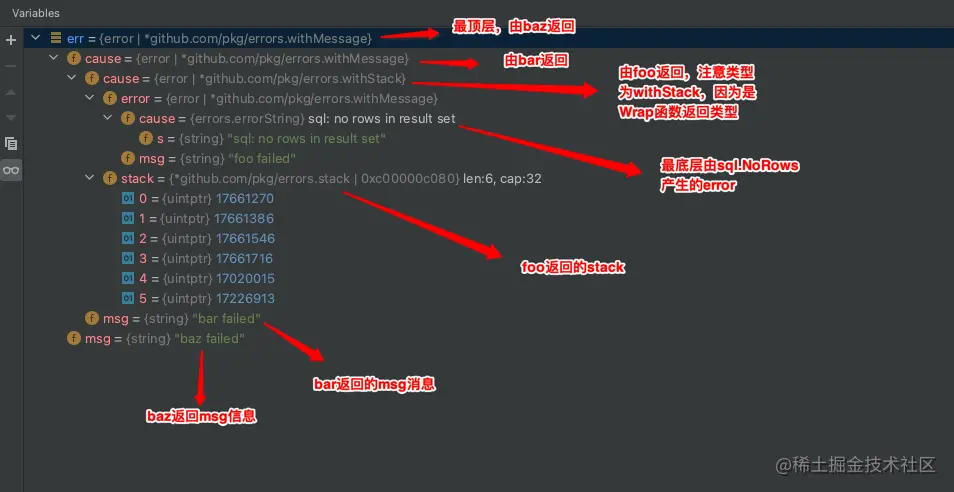 Variables
err = {error | *github.com/pkg/errors.withMessage}
最顶层，由baz返回
cause = {error | *github.com/pkg/errors.withMessage}
由bar返回
cause = {error | *github.com/pkg/errors.withStack}
由foo返回，注意类型
为withStack，因为是
Wrap函数返回类型
error = {error | *github.com/pkg/errors.withMessage}
cause = {errors.errorString} sql: no rows in result set
s = {string} "sql: no rows in result set"
msg = {string} "foo failed"
最底层由sql.NoRows
产生的error
stack = {*github.com/pkg/errors.stack | 0xc00000c080} len:6, cap:32
0 = {uintptr} 17661270
1 = {uintptr} 17661386
2 = {uintptr} 17661546
3 = {uintptr} 17661716
4 = {uintptr} 17020015
5 = {uintptr} 17226913
foo返回的stack
msg = {string} "bar failed"
msg = {string} "baz failed"
bar返回的msg消息
baz返回msg信息
@稀土掘金技术社区